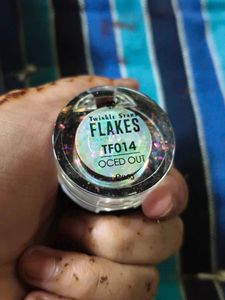 Twinkle Stars
FLAKES
TF014
OCED OUT